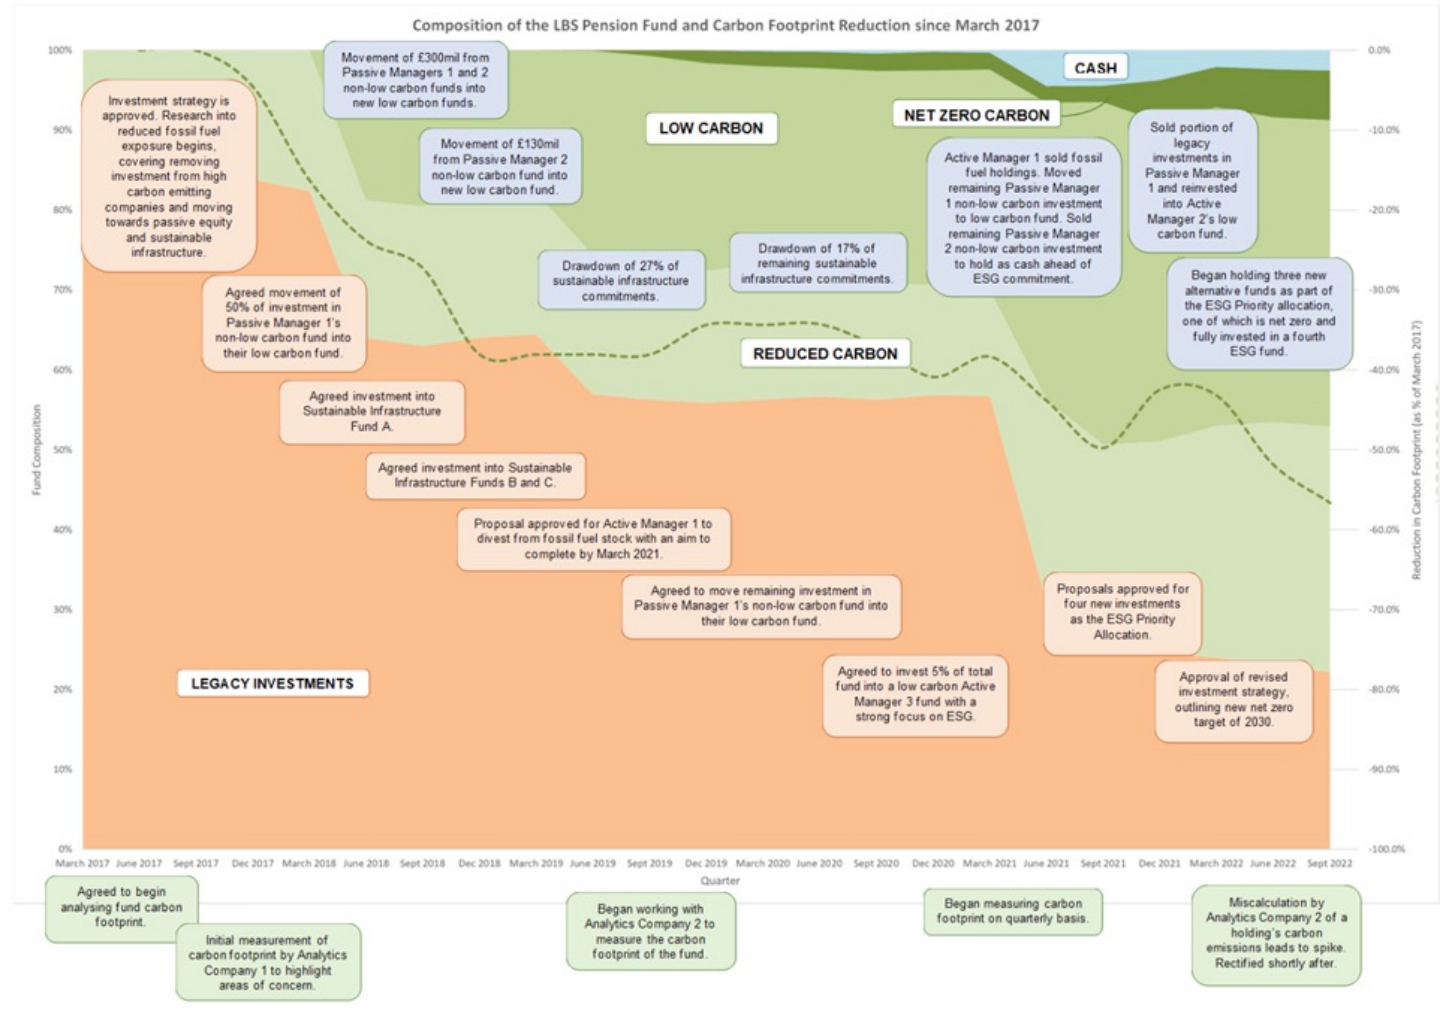 Composition of the LBS Pension Fund and Carbon Footprint Reduction since March 2017
100%
90%
80%
70%
60%
50%
40%
30%
20%
10%
0%
Fund Composition
0.0%
-10.0%
-20.0%
-30.0%
-40.0%
-50.0%
-60.0%
-70.0%
-80.0%
-90.0%
-100.0%
Reduction in Carbon Footprint (as % of March 2017)
Investment strategy is
approved. Research into
reduced fossil fuel
exposure begins,
covering removing
investment from high
carbon emitting
companies and moving
towards passive equity
and sustainable
infrastructure.
Movement of £300mil from
Passive Managers 1 and 2
non-low carbon funds into
new low carbon funds.
Movement of £130mil
from Passive Manager 2
non-low carbon fund into
new low carbon fund.
LOW CARBON
CASH
NET ZERO CARBON
Active Manager 1 sold fossil
fuel holdings. Moved
remaining Passive Manager
1 non-low carbon investment
to low carbon fund. Sold
remaining Passive Manager
2 non-low carbon investment
to hold as cash ahead of
ESG commitment.
Sold portion of
legacy
investments in
Passive Manager
1 and reinvested
into Active
Manager 2's low
carbon fund.
Drawdown of 27% of
sustainable infrastructure
commitments.
Drawdown of 17% of
remaining sustainable
infrastructure commitments.
Began holding three new
alternative funds as part of
the ESG Priority allocation,
one of which is net zero and
fully invested in a fourth
ESG fund.
Agreed movement of
50% of investment in
Passive Manager 1's
non-low carbon fund into
their low carbon fund.
REDUCED CARBON
Agreed investment into
Sustainable Infrastructure
Fund A.
Agreed investment into Sustainable
Infrastructure Funds B and C.
Proposal approved for Active Manager 1 to
divest from fossil fuel stock with an aim to
complete by March 2021.
Agreed to move remaining investment in
Passive Manager 1's non-low carbon fund into
their low carbon fund.
Proposals approved for
four new investments
as the ESG Priority
Allocation.
LEGACY INVESTMENTS
Agreed to invest 5% of total
fund into a low carbon Active
Manager 3 fund with a
strong focus on ESG.
Approval of revised
investment strategy,
outlining new net zero
target of 2030.
March 2017 June 2017 Sept 2017 Dec 2017 March 2018 June 2018 Sept 2018 Dec 2018 March 2019 June 2019 Sept 2019 Dec 2019 March 2020 June 2020 Sept 2020 Dec 2020 March 2021 June 2021 Sept 2021 Dec 2021 March 2022 June 2022 Sept 2022
Quarter
Agreed to begin
analysing fund carbon
footprint.
Initial measurement of
carbon footprint by Analytics
Company 1 to highlight
areas of concern.
Began working with
Analytics Company 2 to
measure the carbon
footprint of the fund.
Began measuring carbon
footprint on quarterly basis.
Miscalculation by
Analytics Company 2 of a
holding's carbon
emissions leads to spike.
Rectified shortly after.